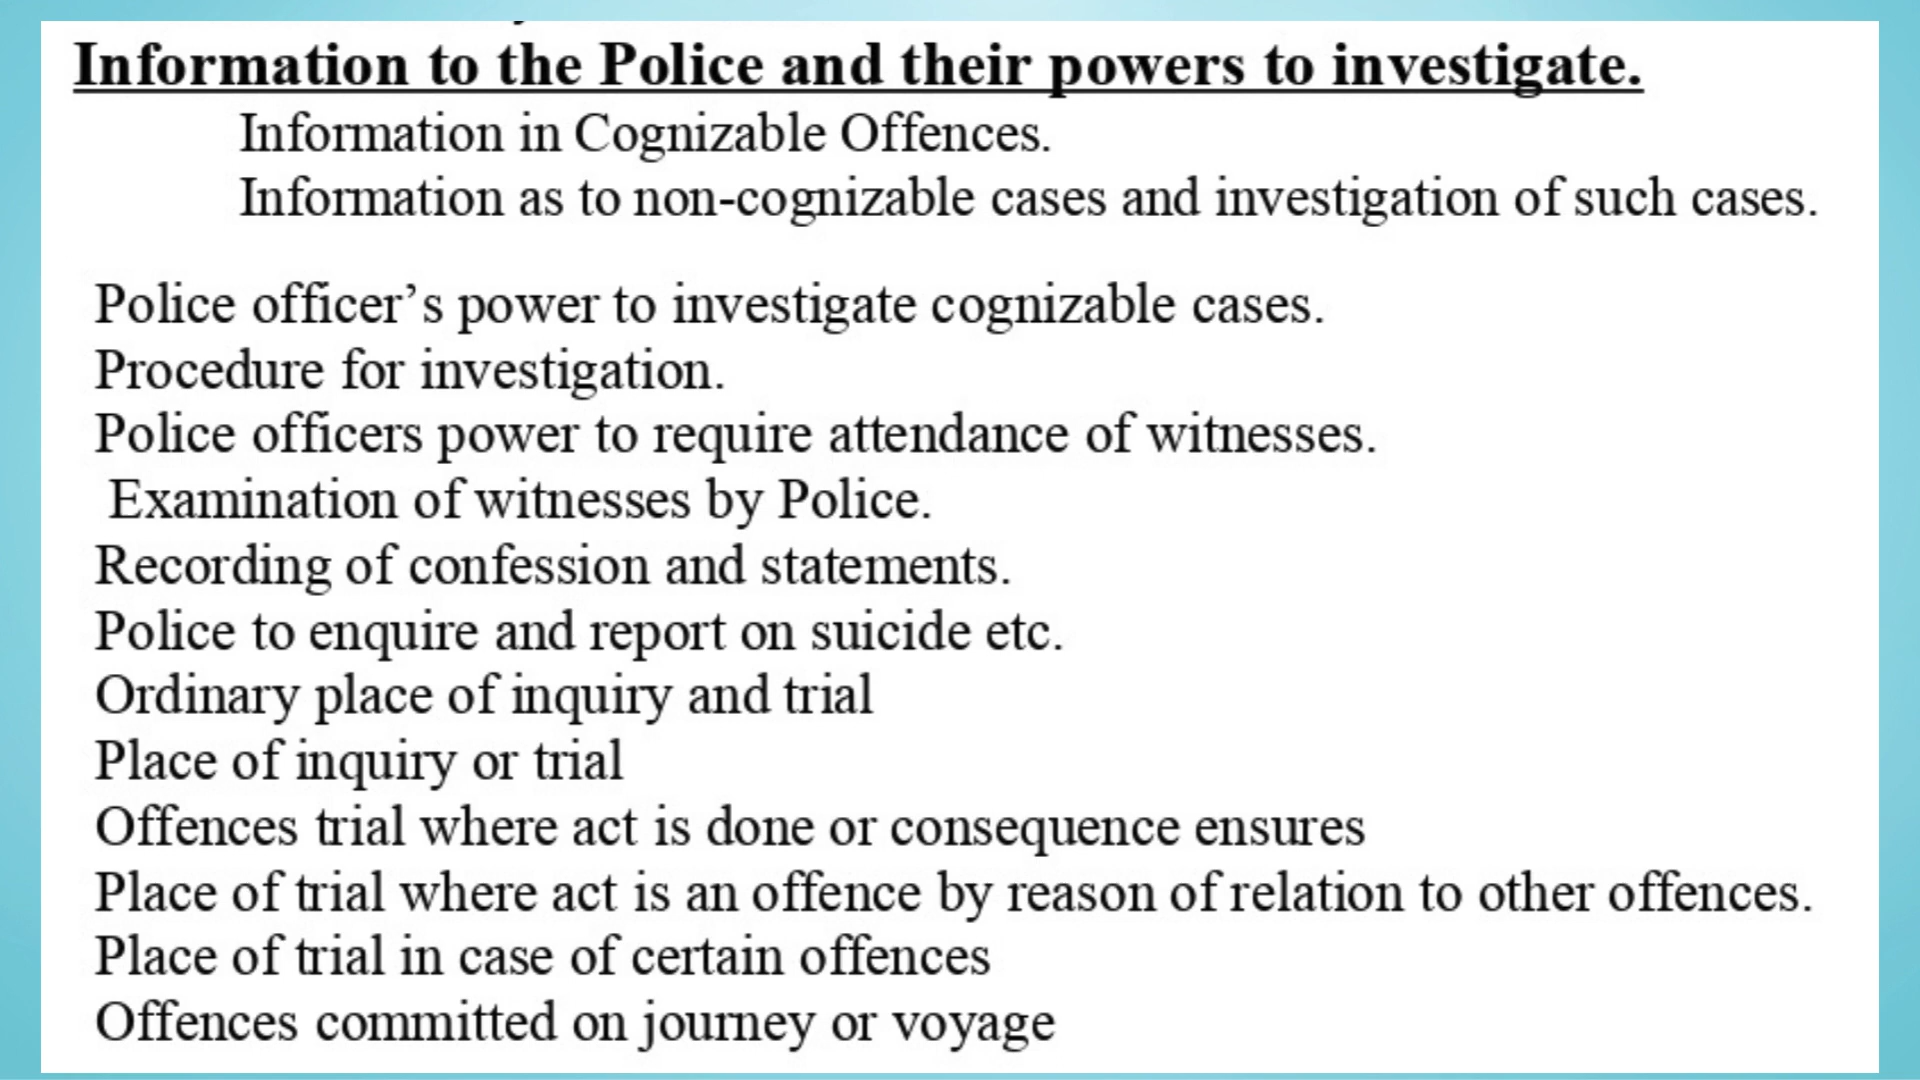 Information to the Police and their powers to investigate.
Information in Cognizable Offences.
Information as to non-cognizable cases and investigation of such cases.
Police officer’s power to investigate cognizable cases.
Procedure for investigation.
Police officers power to require attendance of witnesses.
Examination of witnesses by Police.
Recording of confession and statements.
Police to enquire and report on suicide etc.
Ordinary place of inquiry and trial
Place of inquiry or trial
Offences trial where act is done or consequence ensures
Place of trial where act is an offence by reason of relation to other offences.
Place of trial in case of certain offences
Offences committed on journey or voyage